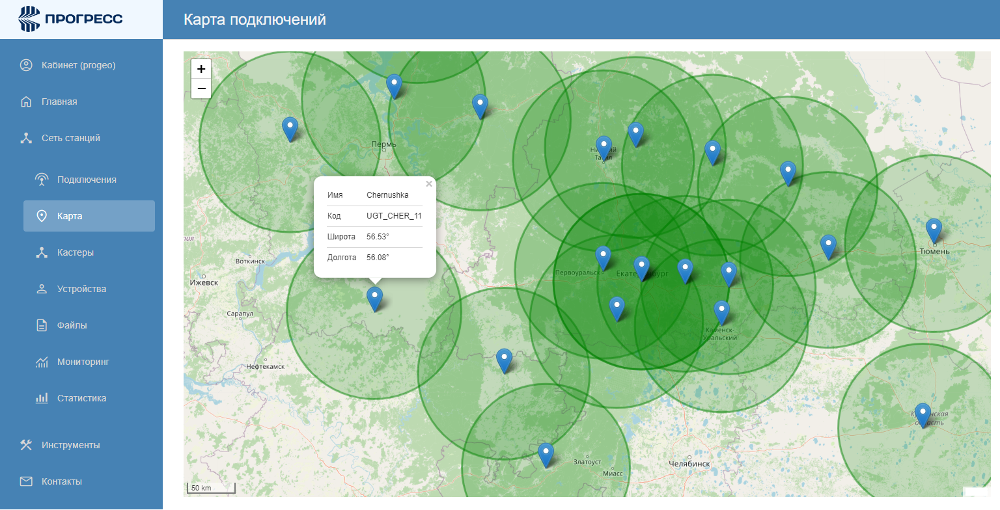 ПРОГРЕСС
Карта подключений
Кабинет (progeo)
Главная
Сеть станций
Подключения
Карта
Кастеры
Устройства
Файлы
Мониторинг
Статистика
Инструменты
Контакты
+
−
Пермь
Нижний
Тагил
×
Имя Chernushka
Код UGT_CHER_11
Широта 56.53°
Долгота 56.08°
Воткинск
Ижевск
Сарапул
Нефтекамск
Первоуральск
Екатеринбург
Тюмень
Каменск-
Уральский
Курганская
область
Златоуст
Миасс
Челябинск
50 km